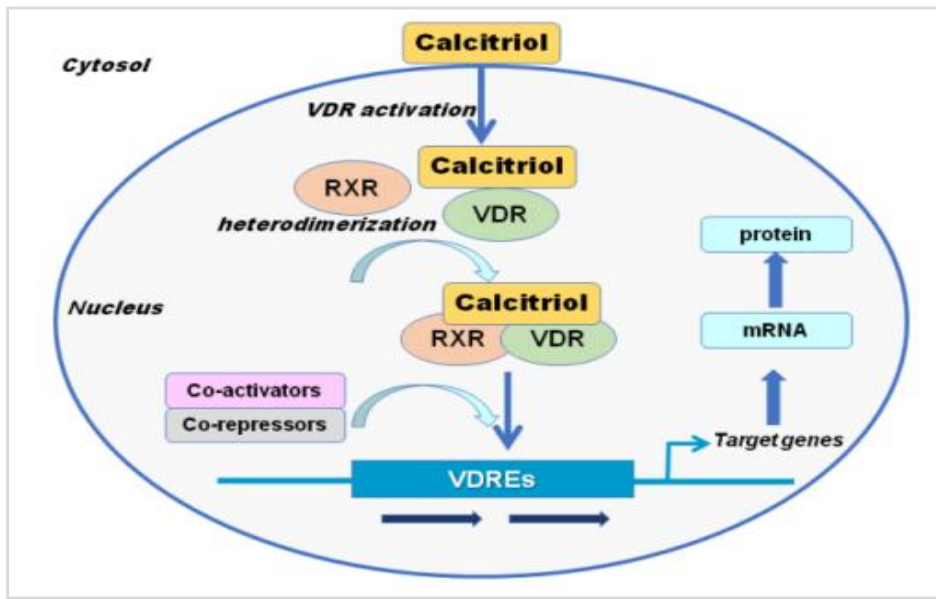 Calcitriol
Cytosol
VDR activation
Calcitriol
RXR
VDR
heterodimerization
protein
Nucleus
Calcitriol
RXR
VDR
mRNA
Co-activators
Co-repressors
Target genes
VDREs